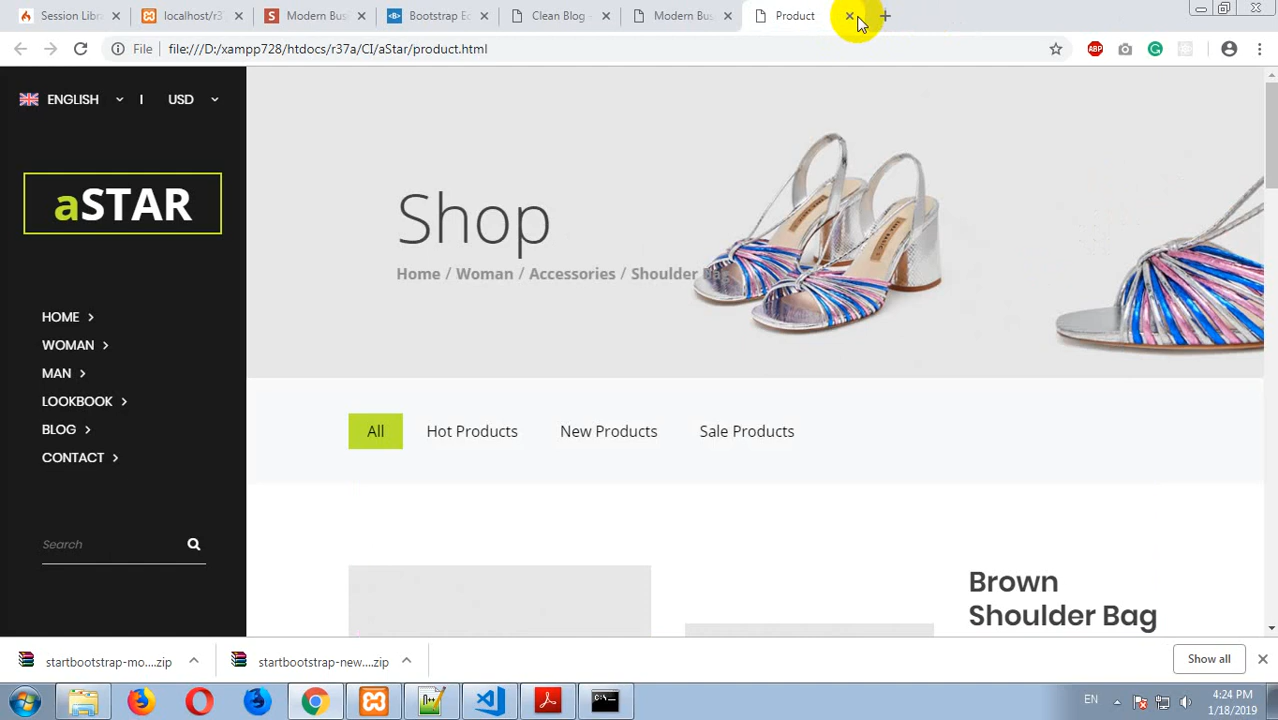 Session Libra
localhost/r3
Modern Bus
Bootstrap Ec
Clean Blog -
Modern Bus
Product
File file:///D:/xampp728/htdocs/r37a/CI/aStar/product.html
ABP
ENGLISH | USD
aSTAR
Shop
Home / Woman / Accessories / Shoulder Bag
HOME
WOMAN
MAN
LOOKBOOK
BLOG
CONTACT
All Hot Products New Products Sale Products
Search
Brown
Shoulder Bag
startbootstrap-mo....zip
startbootstrap-new....zip
Show all
EN
4:24 PM
1/18/2019